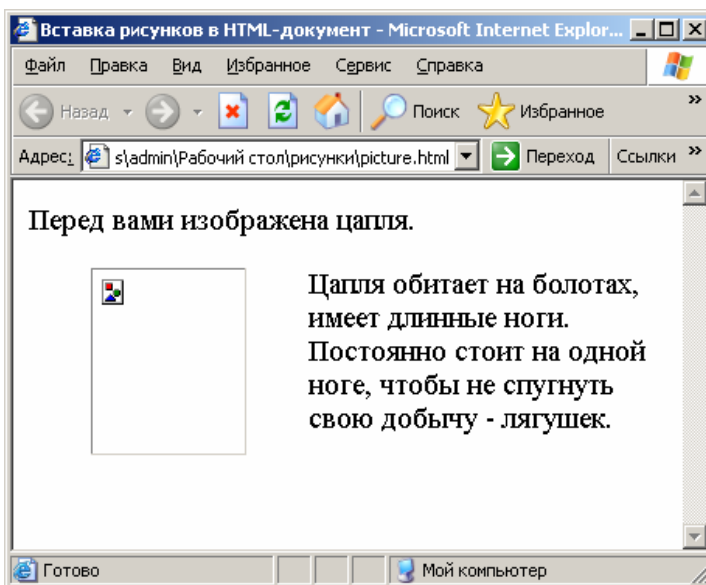 Вставка рисунков в HTML-документ - Microsoft Internet Explor...
Файл Правка Вид Избранное Сервис Справка
Назад Поиск Избранное »
Адрес: s\admin\Рабочий стол\рисунки\picture.html Переход Ссылки »
Перед вами изображена цапля.
Цапля обитает на болотах,
имеет длинные ноги.
Постоянно стоит на одной
ноге, чтобы не спугнуть
свою добычу - лягушек.
Готово Мой компьютер